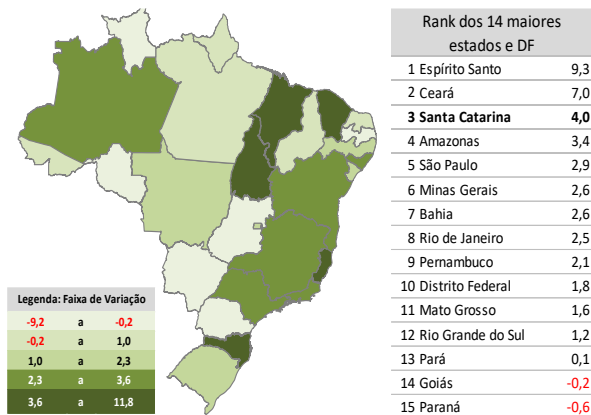 Rank dos 14 maiores
estados e DF
1 Espírito Santo 9,3
2 Ceará 7,0
3 Santa Catarina 4,0
4 Amazonas 3,4
5 São Paulo 2,9
6 Minas Gerais 2,6
7 Bahia 2,6
8 Rio de Janeiro 2,5
9 Pernambuco 2,1
10 Distrito Federal 1,8
11 Mato Grosso 1,6
12 Rio Grande do Sul 1,2
13 Pará 0,1
14 Goiás -0,2
15 Paraná -0,6
Legenda: Faixa de Variação
-9,2 a -0,2
-0,2 a 1,0
1,0 a 2,3
2,3 a 3,6
3,6 a 11,8